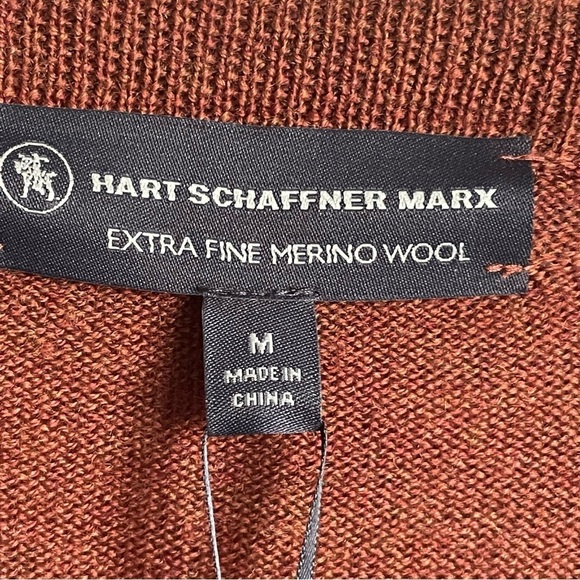 HART SCHAFFNER MARX
EXTRA FINE MERINO WOOL
M
MADE IN
CHINA